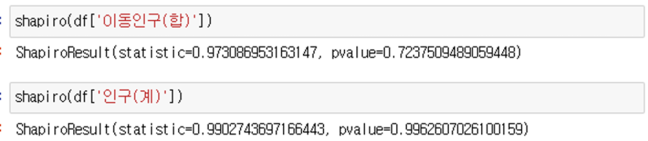 shapiro(df['이동인구(합)'])
ShapiroResult(statistic=0.973086953163147, pvalue=0.7237509489059448)
shapiro(df['인구(계)'])
ShapiroResult(statistic=0.9902743697166443, pvalue=0.9962607026100159)